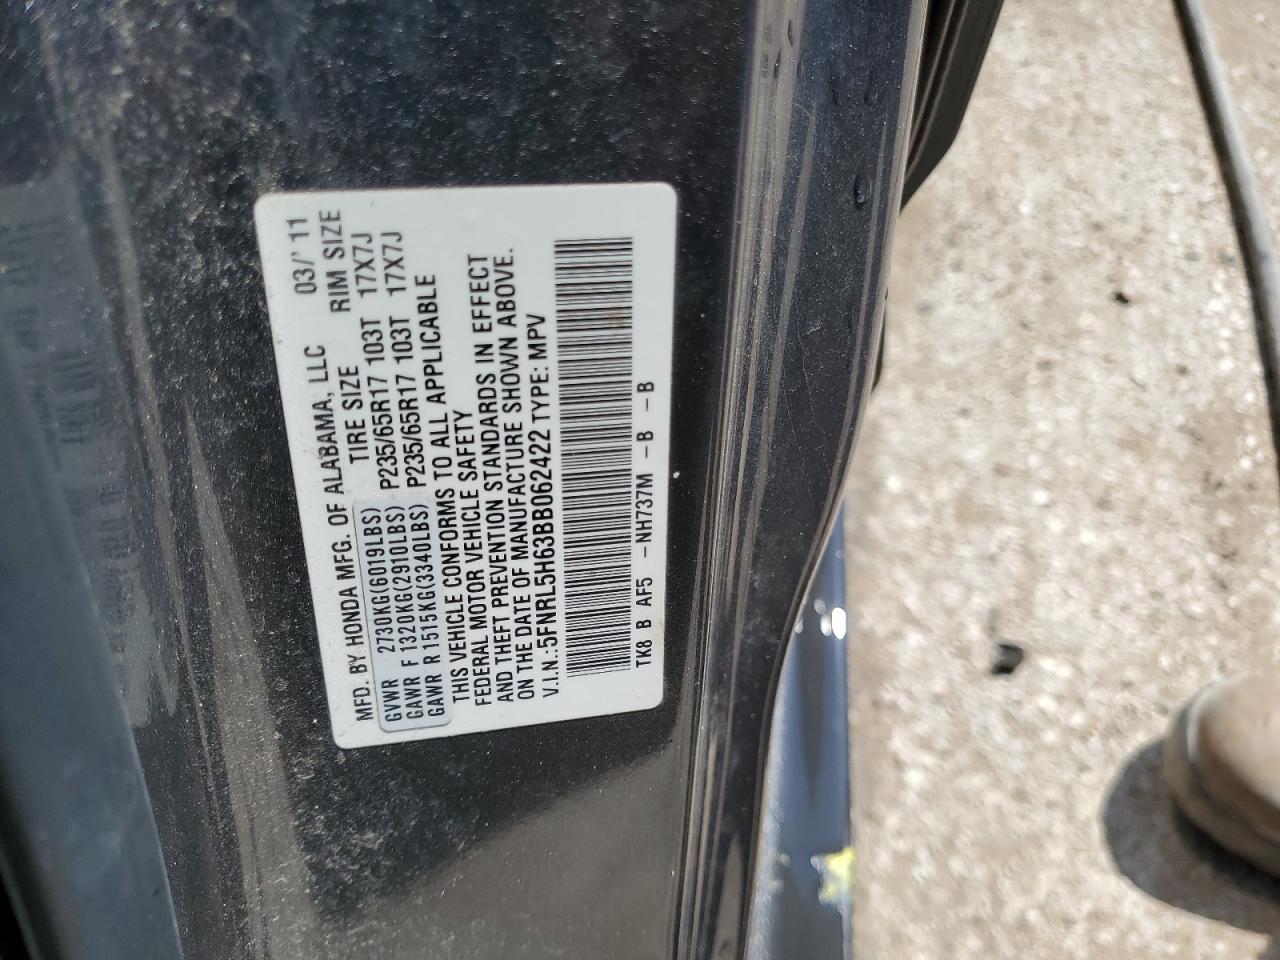 MFD. BY HONDA MFG. OF ALABAMA, LLC 03/'11
TIRE SIZE RIM SIZE
GVWR 2730KG(6019LBS)
GAWR F 1320KG(2910LBS) P235/65R17 103T 17X7J
GAWR R 1515KG(3340LBS) P235/65R17 103T 17X7J
THIS VEHICLE CONFORMS TO ALL APPLICABLE
FEDERAL MOTOR VEHICLE SAFETY
AND THEFT PREVENTION STANDARDS IN EFFECT
ON THE DATE OF MANUFACTURE SHOWN ABOVE.
V.I.N.:5FNRL5H63BB062422 TYPE: MPV
TK8 B AF5 -NH737M -B -B